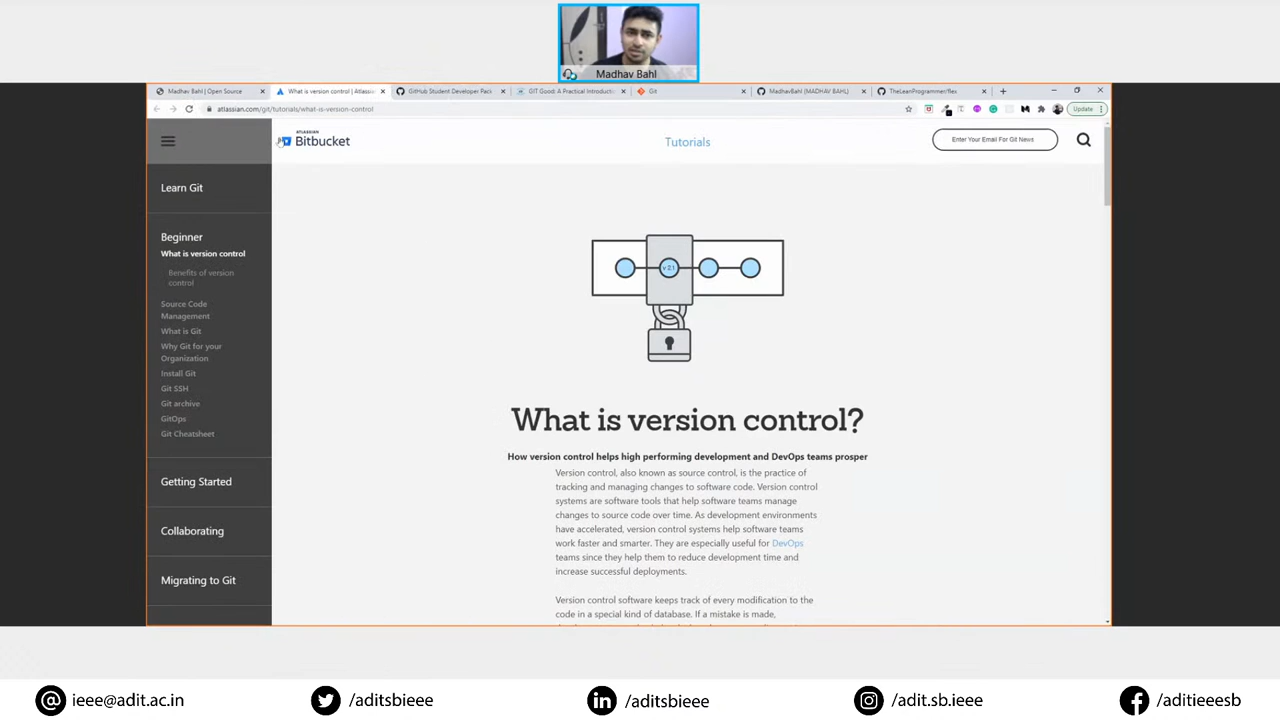 Madhav Bahl
Madhav Bahl | Open Source
What is version control | Atlassian
GitHub Student Developer Pack
GIT Good: A Practical Introduct
Git
MadhavBahl (MADHAV BAHL)
TheLeanProgrammer/flex
atlassian.com/git/tutorials/what-is-version-control
Update
ATLASSIAN
Bitbucket
Tutorials
Enter Your Email For Git News
Learn Git
Beginner
What is version control
Benefits of version
control
Source Code
Management
What is Git
Why Git for your
Organization
Install Git
Git SSH
Git archive
GitOps
Git Cheatsheet
Getting Started
Collaborating
Migrating to Git
v 2.1
What is version control?
How version control helps high performing development and DevOps teams prosper
Version control, also known as source control, is the practice of
tracking and managing changes to software code. Version control
systems are software tools that help software teams manage
changes to source code over time. As development environments
have accelerated, version control systems help software teams
work faster and smarter. They are especially useful for DevOps
teams since they help them to reduce development time and
increase successful deployments.
Version control software keeps track of every modification to the
code in a special kind of database. If a mistake is made,
ieee@adit.ac.in
/aditsbieee
/aditsbieee
/adit.sb.ieee
/aditieeesb